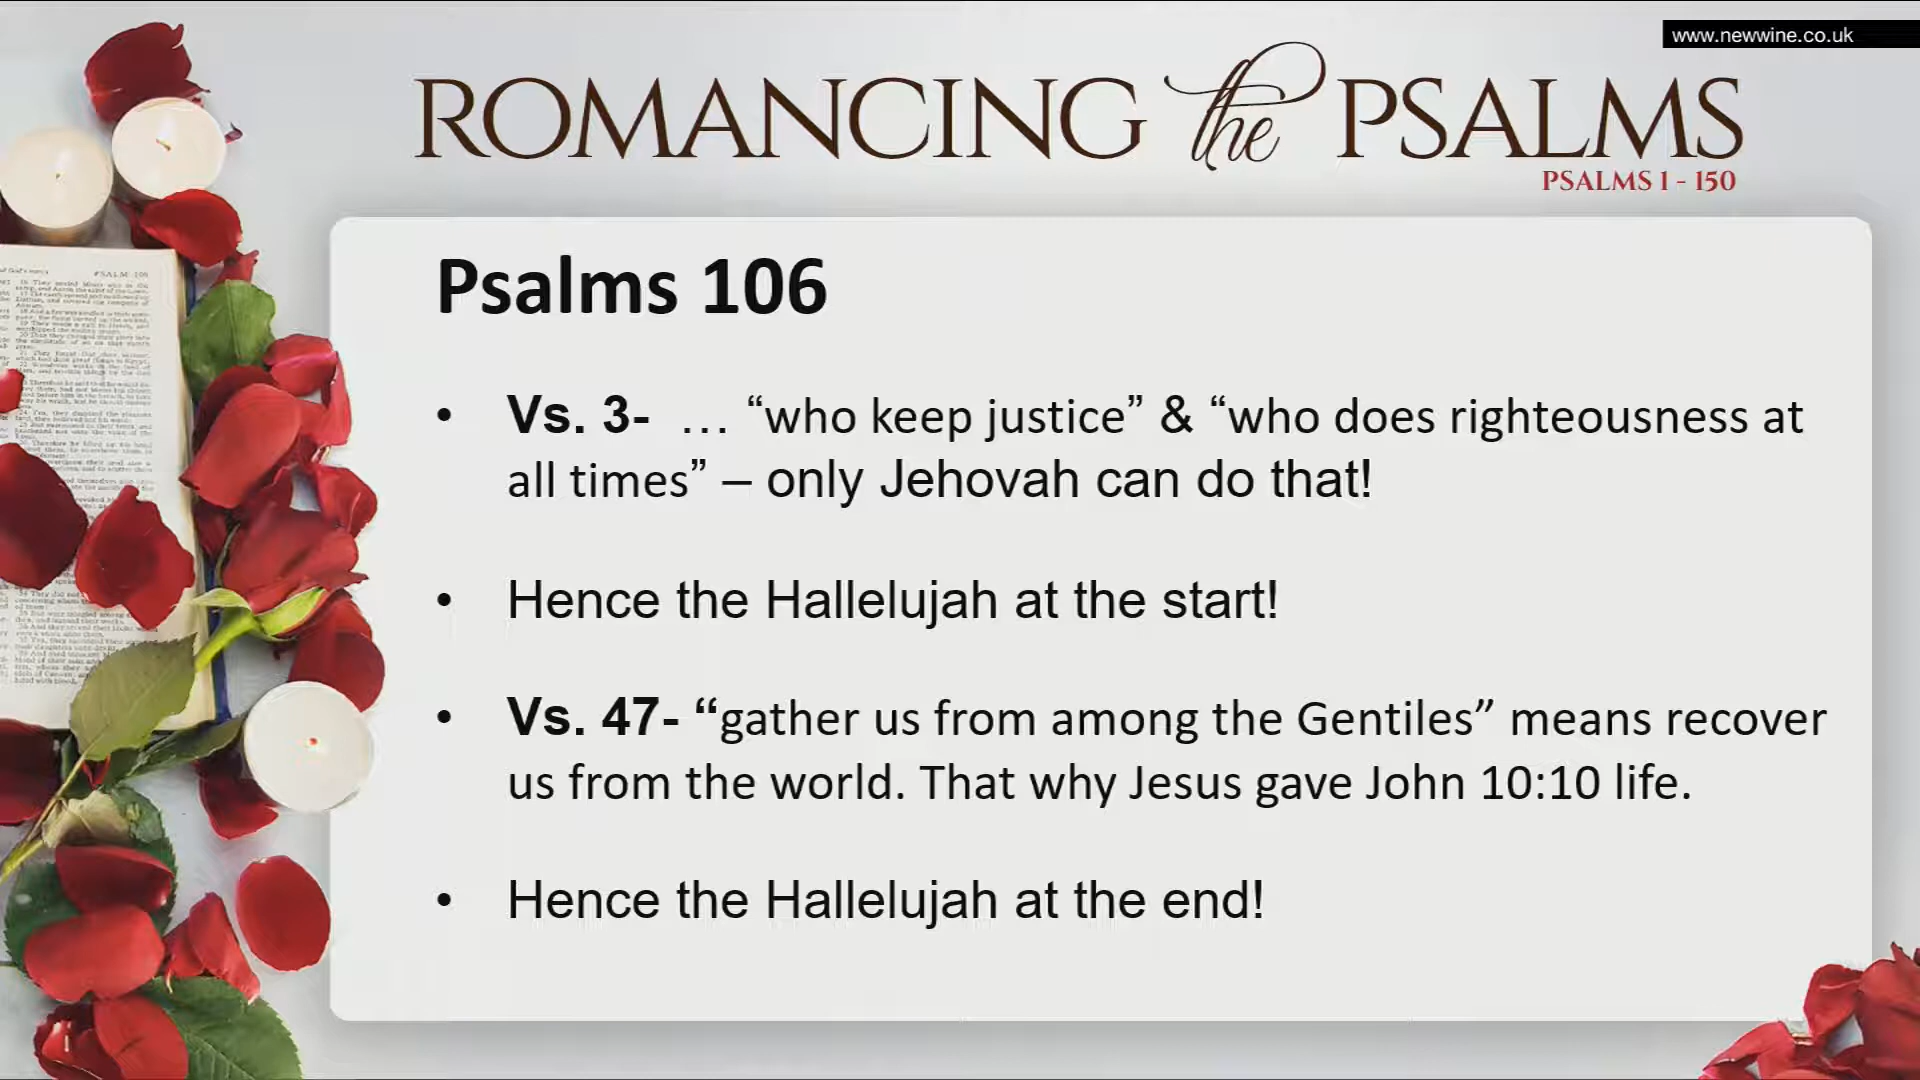 www.newwine.co.uk
ROMANCING the PSALMS
PSALMS 1 - 150
Psalms 106
• Vs. 3- … “who keep justice” & “who does righteousness at
all times” – only Jehovah can do that!
• Hence the Hallelujah at the start!
• Vs. 47- “gather us from among the Gentiles” means recover
us from the world. That why Jesus gave John 10:10 life.
• Hence the Hallelujah at the end!